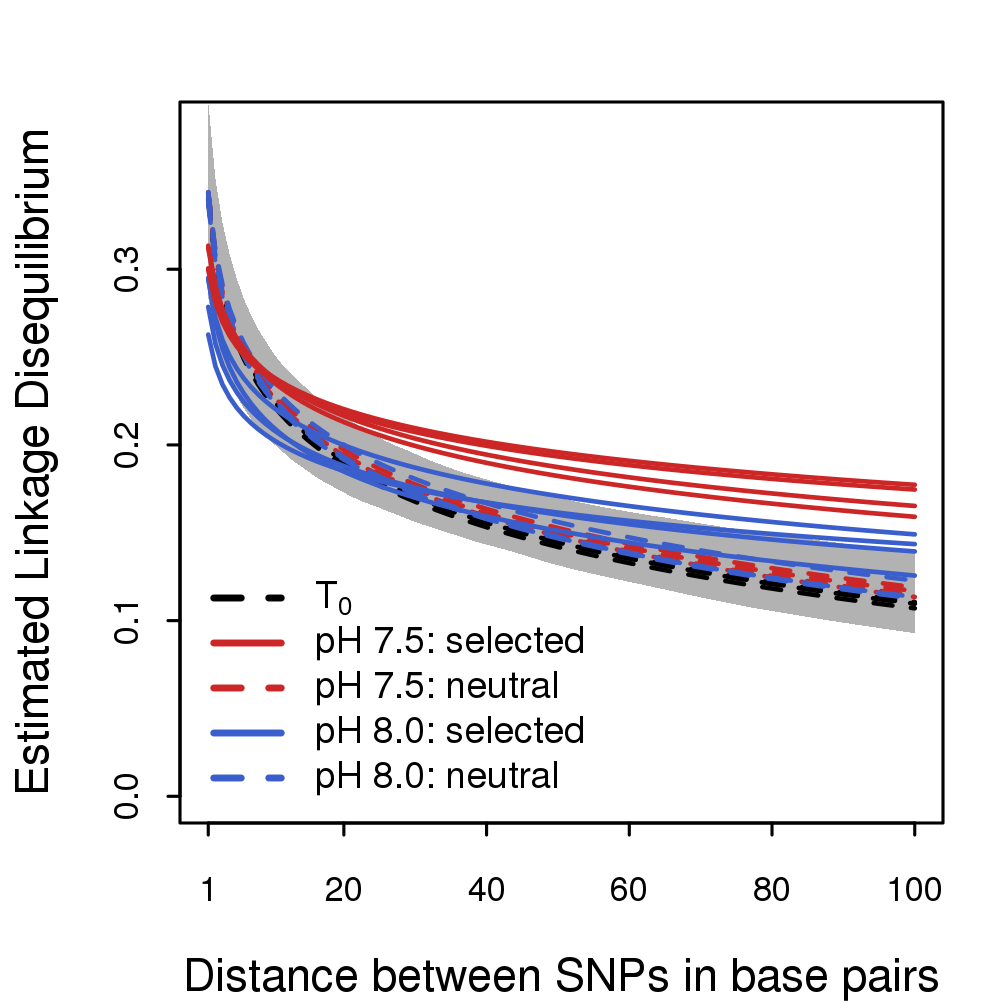 Estimated Linkage Disequilibrium
0.3
0.2
0.1
0.0
T0
pH 7.5: selected
pH 7.5: neutral
pH 8.0: selected
pH 8.0: neutral
1 20 40 60 80 100
Distance between SNPs in base pairs